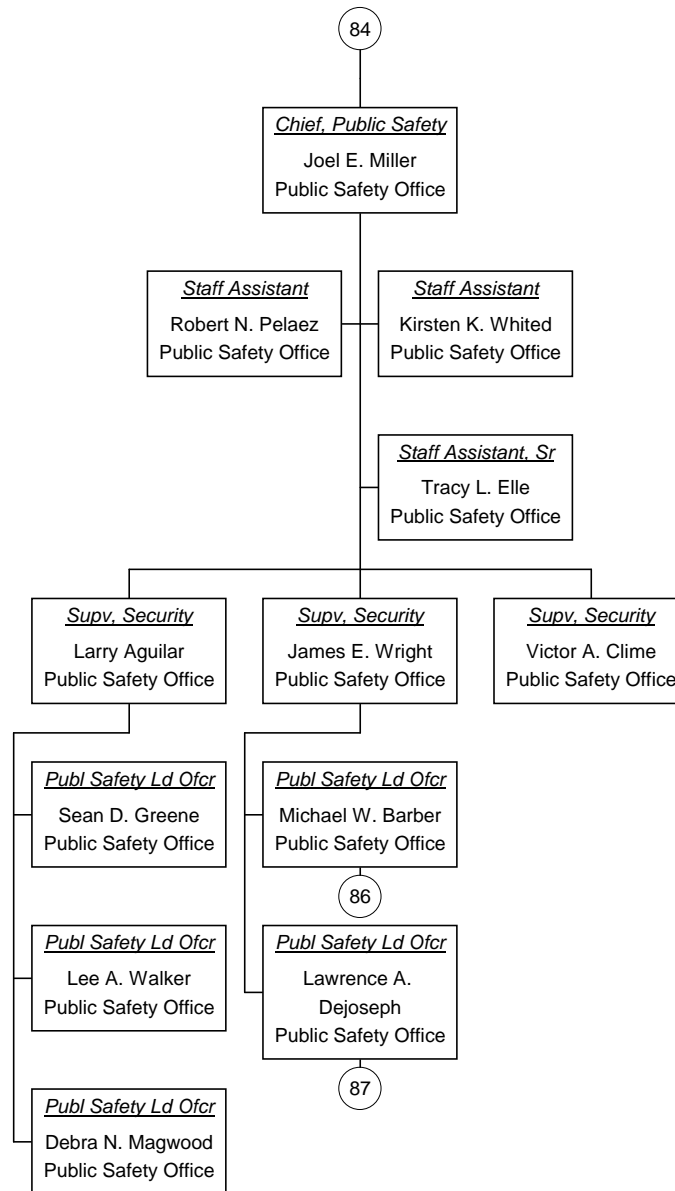 84
Chief, Public Safety
Joel E. Miller
Public Safety Office
Staff Assistant
Robert N. Pelaez
Public Safety Office
Staff Assistant
Kirsten K. Whited
Public Safety Office
Staff Assistant, Sr
Tracy L. Elle
Public Safety Office
Supv, Security
Larry Aguilar
Public Safety Office
Supv, Security
James E. Wright
Public Safety Office
Supv, Security
Victor A. Clime
Public Safety Office
Publ Safety Ld Ofcr
Sean D. Greene
Public Safety Office
Publ Safety Ld Ofcr
Lee A. Walker
Public Safety Office
Publ Safety Ld Ofcr
Debra N. Magwood
Public Safety Office
Publ Safety Ld Ofcr
Michael W. Barber
Public Safety Office
86
Publ Safety Ld Ofcr
Lawrence A.
Dejoseph
Public Safety Office
87